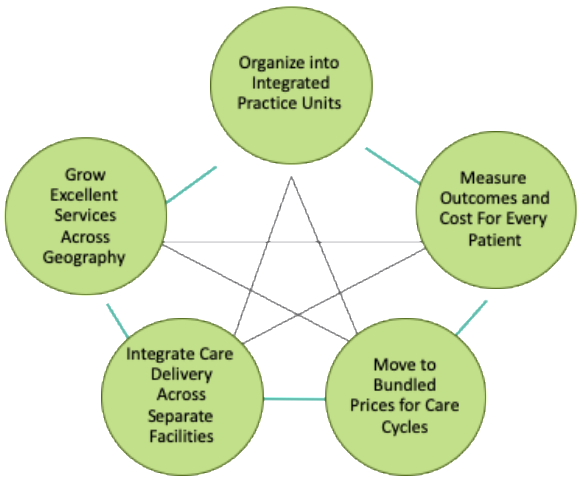 Organize into
Integrated
Practice Units
Measure
Outcomes and
Cost For Every
Patient
Move to
Bundled
Prices for Care
Cycles
Integrate Care
Delivery
Across
Separate
Facilities
Grow
Excellent
Services
Across
Geography